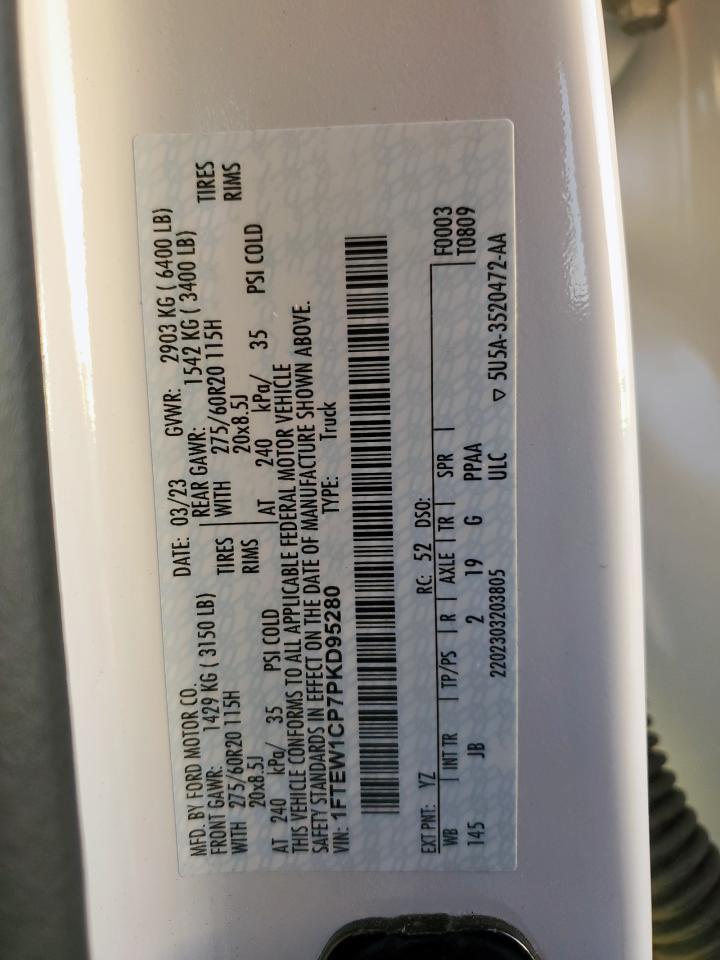 MFD. BY FORD MOTOR CO.
DATE: 03/23 GVWR: 2903 KG ( 6400 LB)
FRONT GAWR: 1429 KG ( 3150 LB) REAR GAWR: 1542 KG ( 3400 LB)
WITH 275/60R20 115H TIRES WITH 275/60R20 115H TIRES
20x8.5J RIMS 20x8.5J RIMS
AT 240 kPa/ 35 PSI COLD AT 240 kPa/ 35 PSI COLD
THIS VEHICLE CONFORMS TO ALL APPLICABLE FEDERAL MOTOR VEHICLE
SAFETY STANDARDS IN EFFECT ON THE DATE OF MANUFACTURE SHOWN ABOVE.
VIN: 1FTEW1CP7PKD95280 TYPE: Truck
EXT PNT: YZ RC: 52 DSO: F0003
WB INT TR TP/PS R AXLE TR SPR T0809
145 JB 2 19 G PPAA
2202303203805 ULC ▽ 5U5A-3520472-AA